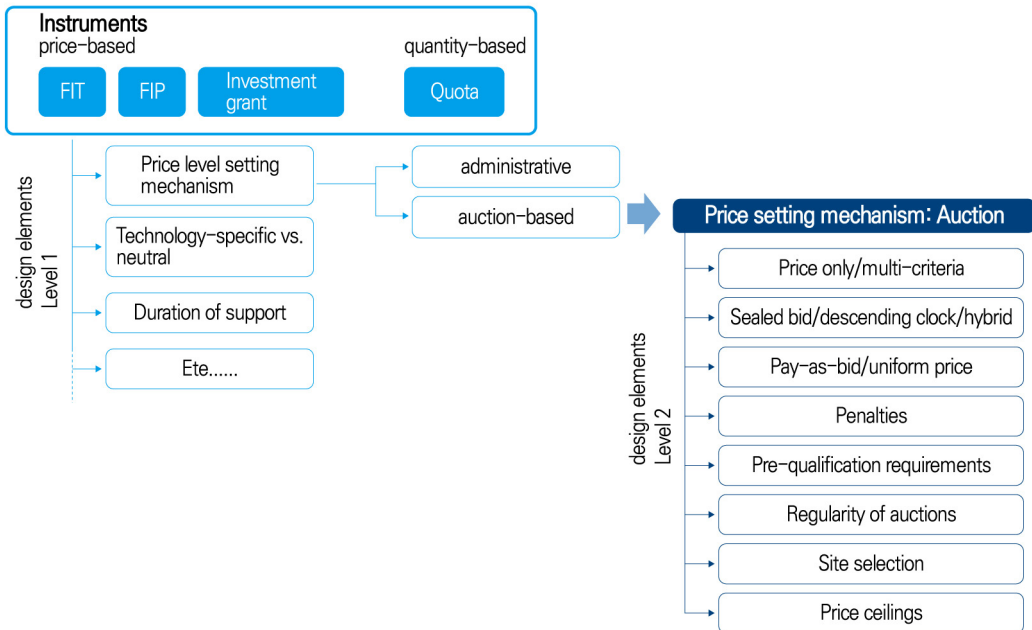 Instruments
price-based
quantity-based
FIT
FIP
Investment
grant
Quota
design elements
Level 1
Price level setting
mechanism
Technology-specific vs.
neutral
Duration of support
Ete......
administrative
auction-based
Price setting mechanism: Auction
design elements
Level 2
Price only/multi-criteria
Sealed bid/descending clock/hybrid
Pay-as-bid/uniform price
Penalties
Pre-qualification requirements
Regularity of auctions
Site selection
Price ceilings